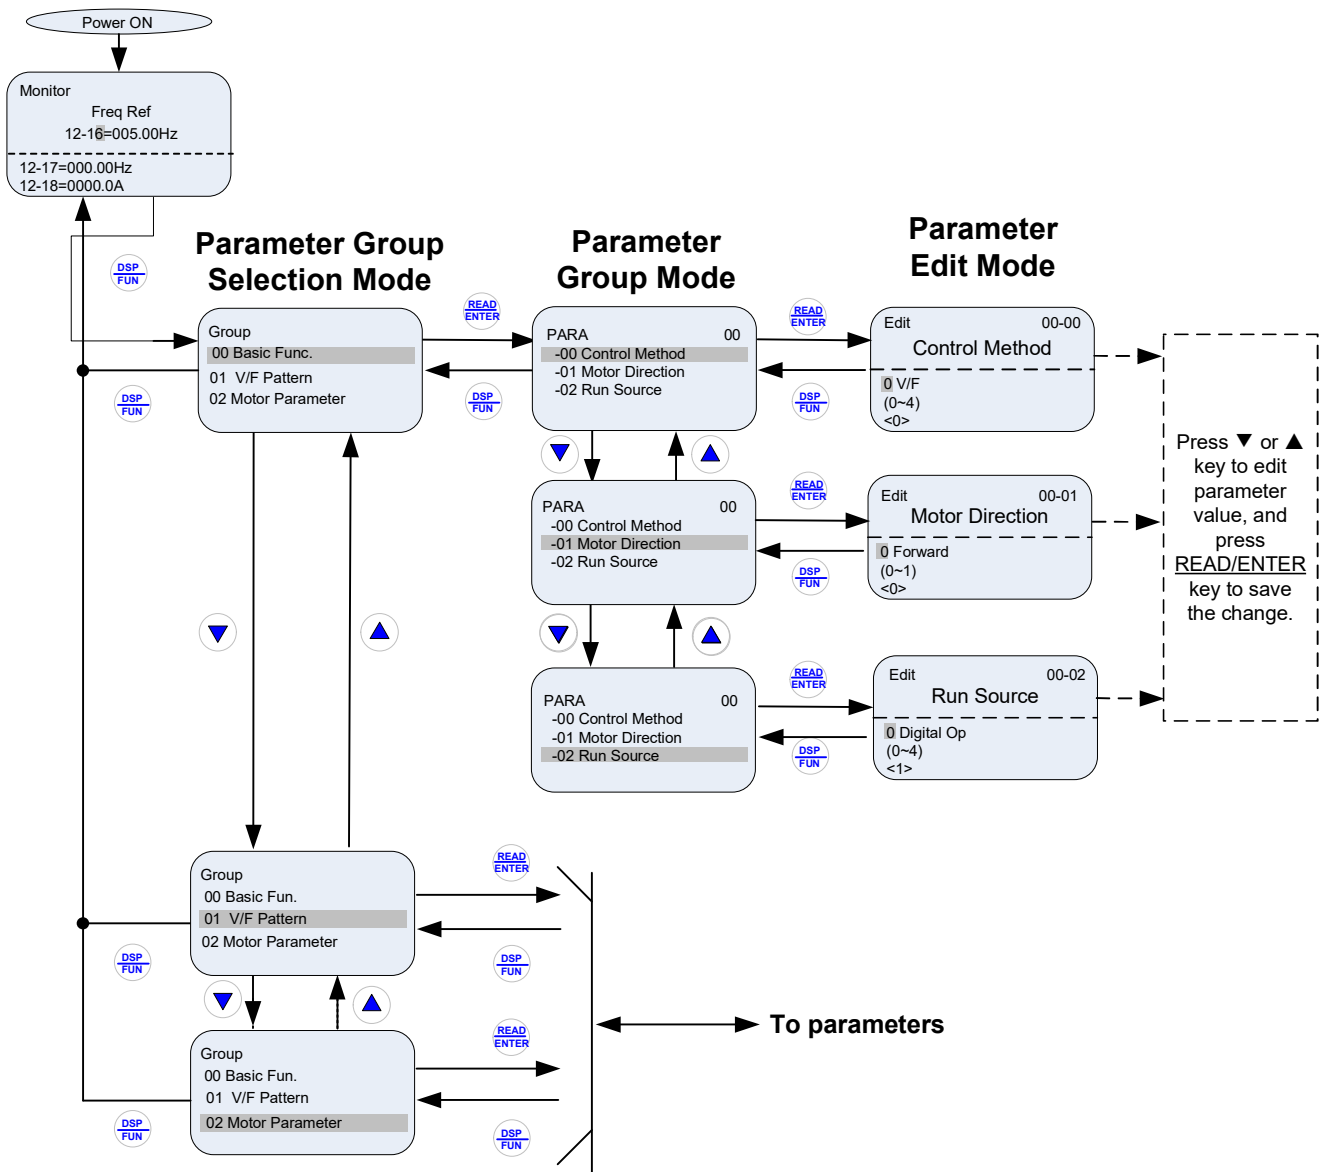 Power ON
Monitor
Freq Ref
12-16=005.00Hz
12-17=000.00Hz
12-18=0000.0A
DSP
FUN
Parameter Group
Selection Mode
Parameter
Group Mode
Parameter
Edit Mode
Group
00 Basic Func.
01 V/F Pattern
02 Motor Parameter
READ
ENTER
DSP
FUN
DSP
FUN
PARA 00
-00 Control Method
-01 Motor Direction
-02 Run Source
READ
ENTER
DSP
FUN
Edit 00-00
Control Method
0 V/F
(0~4)
<0>
▼
▲
PARA 00
-00 Control Method
-01 Motor Direction
-02 Run Source
READ
ENTER
DSP
FUN
Edit 00-01
Motor Direction
0 Forward
(0~1)
<0>
▼
▲
▼
▲
PARA 00
-00 Control Method
-01 Motor Direction
-02 Run Source
READ
ENTER
DSP
FUN
Edit 00-02
Run Source
0 Digital Op
(0~4)
<1>
Press ▼ or ▲
key to edit
parameter
value, and
press
READ/ENTER
key to save
the change.
Group
00 Basic Fun.
01 V/F Pattern
02 Motor Parameter
READ
ENTER
DSP
FUN
DSP
FUN
▼
▲
Group
00 Basic Fun.
01 V/F Pattern
02 Motor Parameter
READ
ENTER
DSP
FUN
DSP
FUN
To parameters